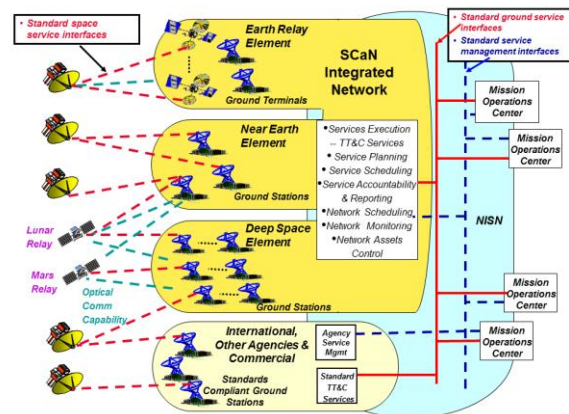 Standard space
service interfaces
Earth Relay
Element
Ground Terminals
SCaN
Integrated
Network
Standard ground service
interfaces
Standard service
management interfaces
Near Earth
Element
Ground Stations
•Services Execution
– TT&C Services
• Service Planning
• Service Scheduling
•Service Accountability
& Reporting
•Network Scheduling
•Network Monitoring
•Network Assets
Control
Mission
Operations
Center
Mission
Operations
Center
NISN
Lunar
Relay
Mars
Relay
Optical
Comm
Capability
Deep Space
Element
Ground Stations
Mission
Operations
Center
Mission
Operations
Center
International,
Other Agencies &
Commercial
Standards
Compliant Ground
Stations
Agency
Service
Mgmt
Standard
TT&C
Services